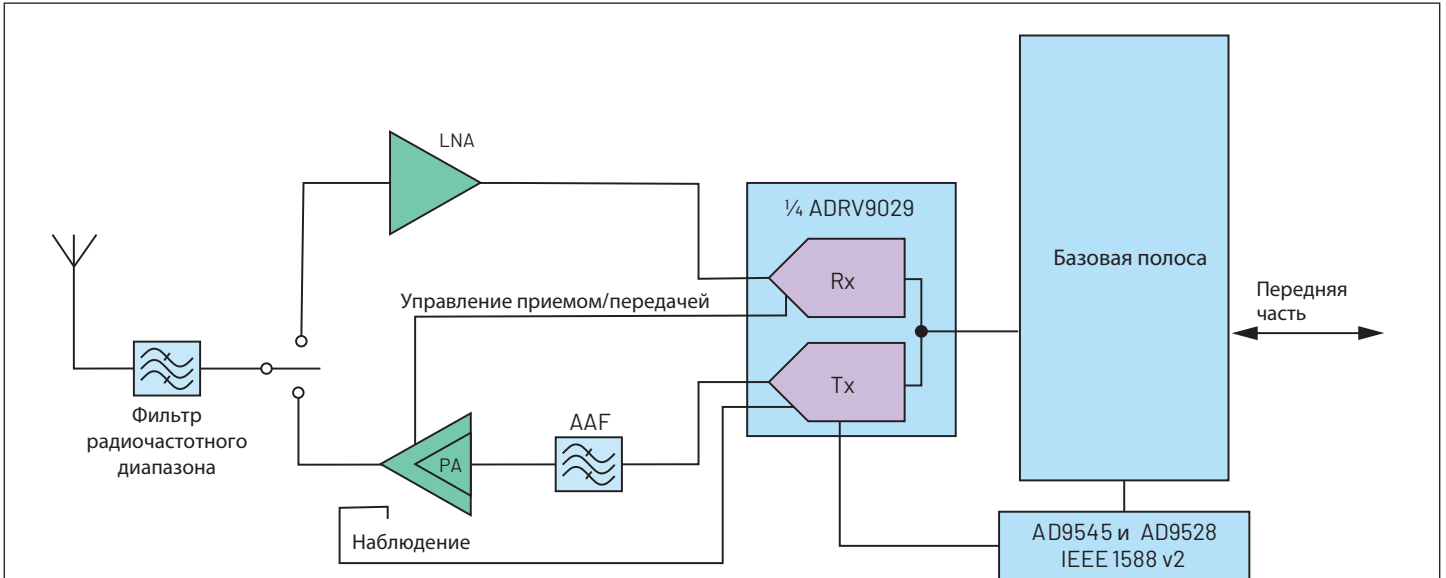 LNA
¼ ADRV9029
Rx
Базовая полоса
Управление приемом/передачей
Передняя
часть
Tx
Фильтр
радиочастотного
диапазона
AAF
PA
Наблюдение
AD9545 и AD9528
IEEE 1588 v2